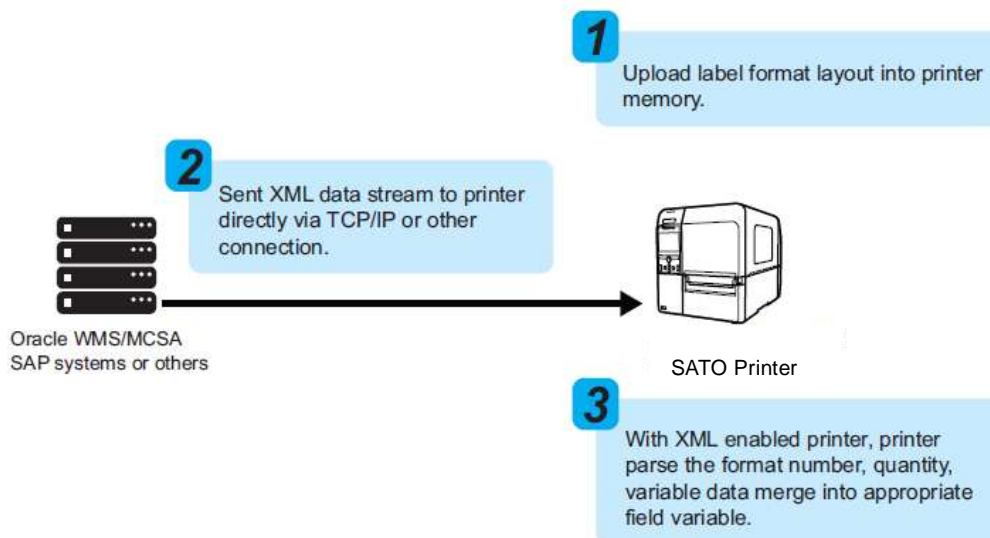 1
Upload label format layout into printer
memory.
2
Sent XML data stream to printer
directly via TCP/IP or other
connection.
Oracle WMS/MCSA
SAP systems or others
SATO Printer
3
With XML enabled printer, printer
parse the format number, quantity,
variable data merge into appropriate
field variable.